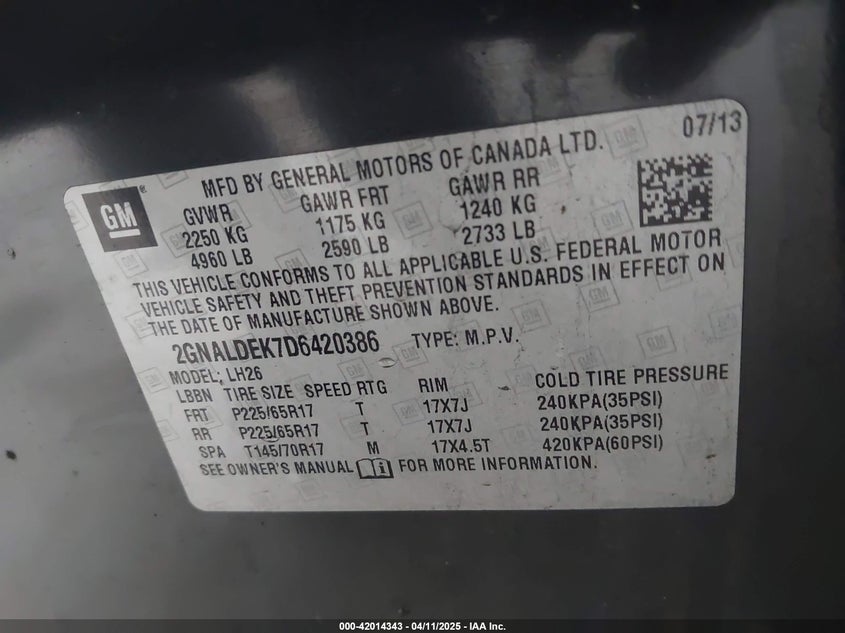 07/13
GM
MFD BY GENERAL MOTORS OF CANADA LTD.
GVWR GAWR FRT GAWR RR
2250 KG 1175 KG 1240 KG
4960 LB 2590 LB 2733 LB
THIS VEHICLE CONFORMS TO ALL APPLICABLE U.S. FEDERAL MOTOR
VEHICLE SAFETY AND THEFT PREVENTION STANDARDS IN EFFECT ON
THE DATE OF MANUFACTURE SHOWN ABOVE.
2GNALDEK7D6420386 TYPE: M.P.V.
MODEL: LH26
LBBN TIRE SIZE SPEED RTG RIM COLD TIRE PRESSURE
FRT P225/65R17 T 17X7J 240KPA(35PSI)
RR P225/65R17 T 17X7J 240KPA(35PSI)
SPA T145/70R17 M 17X4.5T 420KPA(60PSI)
SEE OWNER'S MANUAL FOR MORE INFORMATION.
000-42014343 - 04/11/2025 - IAA Inc.